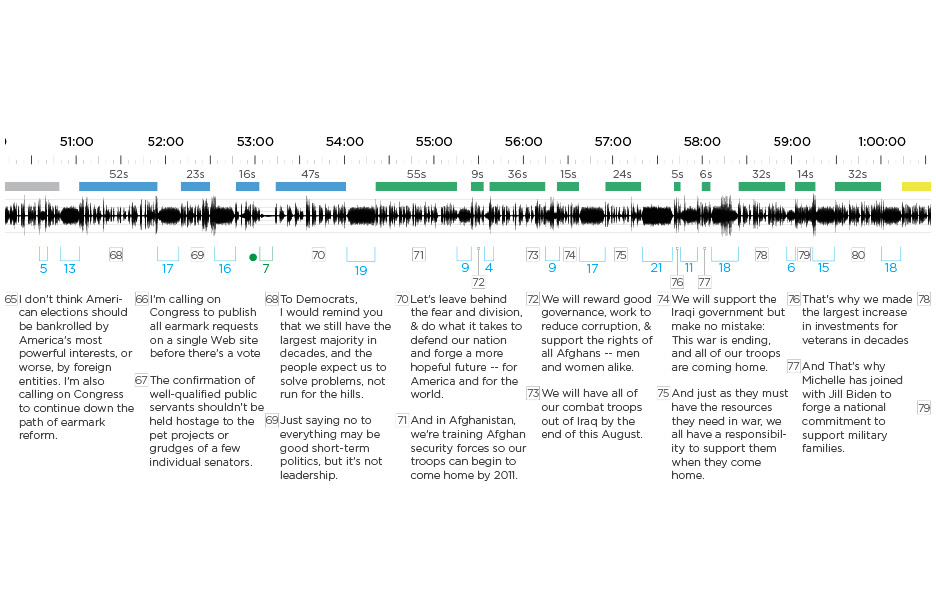 51:00 52:00 53:00 54:00 55:00 56:00 57:00 58:00 59:00 1:00:00
52s 23s 16s 47s 55s 9s 36s 15s 24s 5s 6s 32s 14s 32s
68 69 70 71 73 74 75 78 79 80
5 13 17 16 7 19 9 4 9 17 21 11 18 6 15 18
72 76 77
65 I don't think Ameri-
can elections should
be bankrolled by
America's most
powerful interests, or
worse, by foreign
entities. I'm also
calling on Congress
to continue down the
path of earmark
reform.
66 I'm calling on
Congress to publish
all earmark requests
on a single Web site
before there's a vote
67 The confirmation of
well-qualified public
servants shouldn't be
held hostage to the
pet projects or
grudges of a few
individual senators.
68 To Democrats,
I would remind you
that we still have the
largest majority in
decades, and the
people expect us to
solve problems, not
run for the hills.
69 Just saying no to
everything may be
good short-term
politics, but it's not
leadership.
70 Let's leave behind
the fear and division,
& do what it takes to
defend our nation
and forge a more
hopeful future -- for
America and for the
world.
71 And in Afghanistan,
we're training Afghan
security forces so our
troops can begin to
come home by 2011.
72 We will reward good
governance, work to
reduce corruption, &
support the rights of
all Afghans -- men
and women alike.
73 We will have all of
our combat troops
out of Iraq by the
end of this August.
74 We will support the
Iraqi government but
make no mistake:
This war is ending,
and all of our troops
are coming home.
75 And just as they must
have the resources
they need in war, we
all have a responsibil-
ity to support them
when they come
home.
76 That's why we made
the largest increase
in investments for
veterans in decades
77 And That's why
Michelle has joined
with Jill Biden to
forge a national
commitment to
support military
families.
78
79